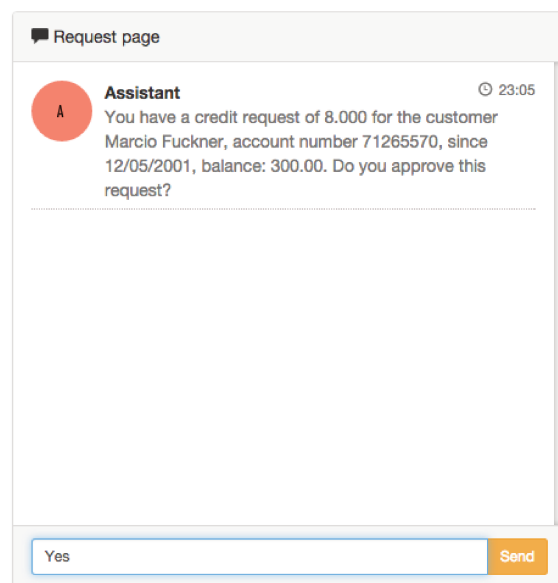 Request page
Assistant
23:05
A
You have a credit request of 8.000 for the customer
Marcio Fuckner, account number 71265570, since
12/05/2001, balance: 300.00. Do you approve this
request?
Yes
Send